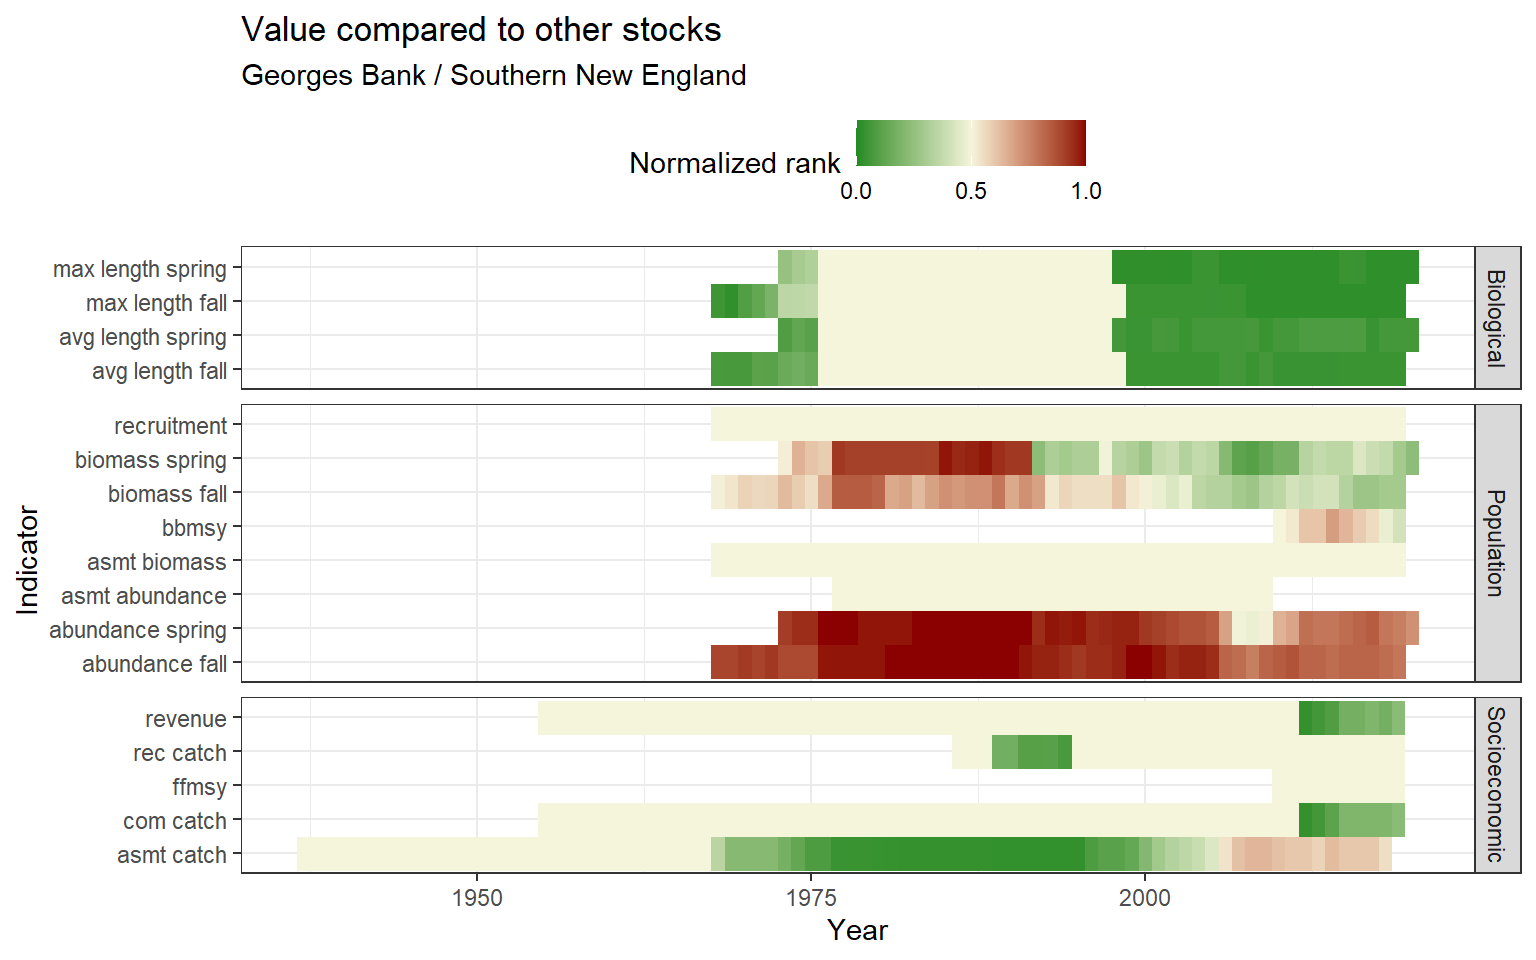 Value compared to other stocks
Georges Bank / Southern New England
Normalized rank
0.0 0.5 1.0
Indicator
max length spring
max length fall
avg length spring
avg length fall
Biological
recruitment
biomass spring
biomass fall
bbmsy
asmt biomass
asmt abundance
abundance spring
abundance fall
Population
revenue
rec catch
ffmsy
com catch
asmt catch
Socioeconomic
1950 1975 2000
Year